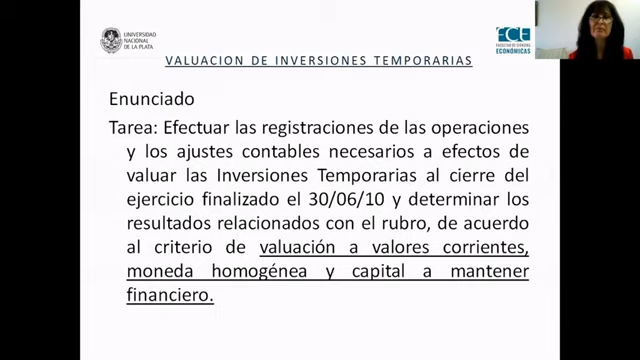 UNIVERSIDAD
NACIONAL
DE LA PLATA
FCE
FACULTAD DE CIENCIAS
ECONÓMICAS
VALUACION DE INVERSIONES TEMPORARIAS
Enunciado
Tarea: Efectuar las registraciones de las operaciones
y los ajustes contables necesarios a efectos de
valuar las Inversiones Temporarias al cierre del
ejercicio finalizado el 30/06/10 y determinar los
resultados relacionados con el rubro, de acuerdo
al criterio de valuación a valores corrientes,
moneda homogénea y capital a mantener
financiero.